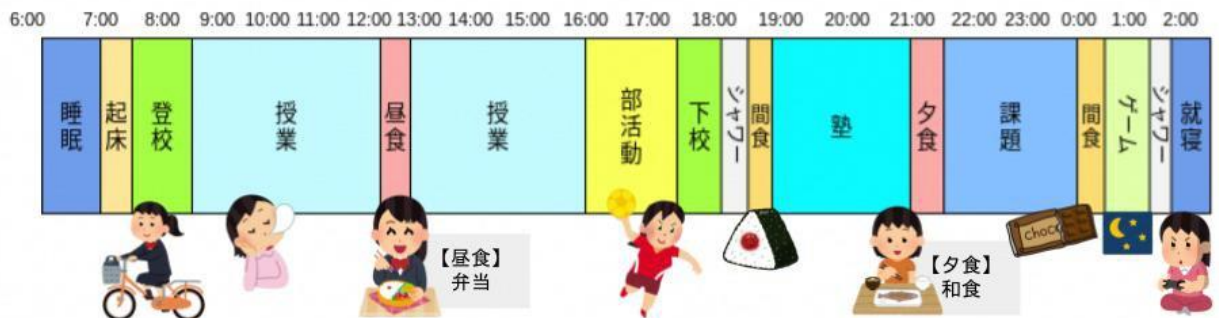 6:00 7:00 8:00 9:00 10:00 11:00 12:00 13:00 14:00 15:00 16:00 17:00 18:00 19:00 20:00 21:00 22:00 23:00 0:00 1:00 2:00
睡眠
起床
登校
授業
昼食
授業
部活動
下校
シャワー
間食
塾
夕食
課題
間食
ゲーム
シャワー
就寝
【昼食】
弁当
【夕食】
和食
choco